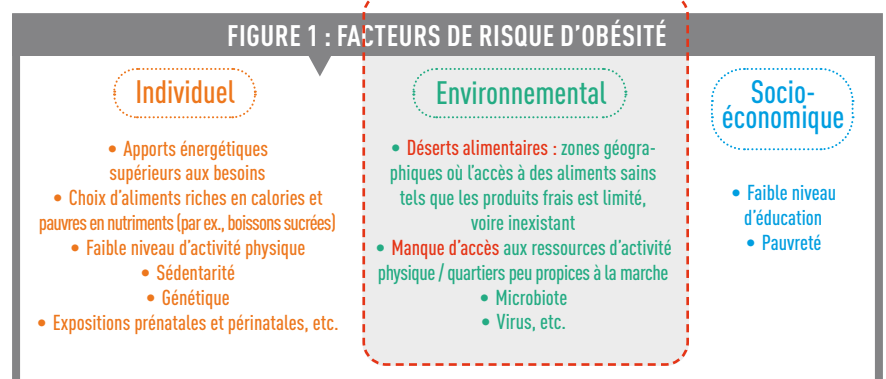 FIGURE 1 : FACTEURS DE RISQUE D'OBÉSITÉ
Individuel
• Apports énergétiques
supérieurs aux besoins
• Choix d'aliments riches en calories et
pauvres en nutriments (par ex., boissons sucrées)
• Faible niveau d'activité physique
• Sédentarité
• Génétique
• Expositions prénatales et périnatales, etc.
Environnemental
• Déserts alimentaires : zones géogra-
phiques où l'accès à des aliments sains
tels que les produits frais est limité,
voire inexistant
• Manque d'accès aux ressources d'activité
physique / quartiers peu propices à la marche
• Microbiote
• Virus, etc.
Socio-
économique
• Faible niveau
d'éducation
• Pauvreté